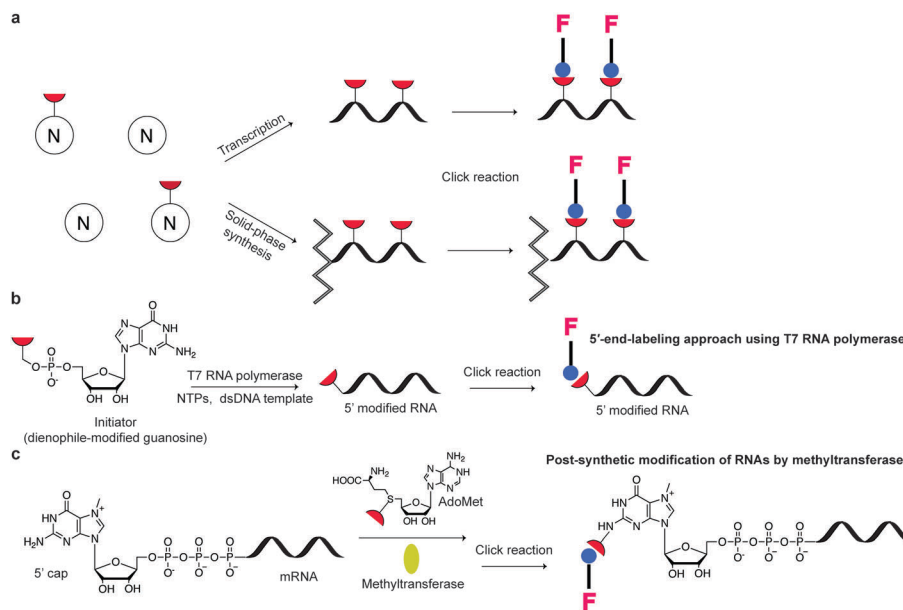 a
F F
N N
Transcription
Click reaction
F F
N N
Solid-phase
synthesis
b
O
N NH
N N NH2
O
O P O
O-
O
OH OH
Initiator
(dienophile-modified guanosine)
T7 RNA polymerase
NTPs, dsDNA template
5' modified RNA
Click reaction
F
5′-end-labeling approach using T7 RNA polymerase
5' modified RNA
c
O
HN N+
H2N N N
O O O
O P O P O P O
O- O- O-
O
OH OH
5' cap
mRNA
NH2
NH2
N N
OOC S N N
O
AdoMet
OH OH
Methyltransferase
Click reaction
Post-synthetic modification of RNAs by methyltransferase
O
HN N+
HN N N
O O O
O P O P O P O
O- O- O-
O
OH OH
F